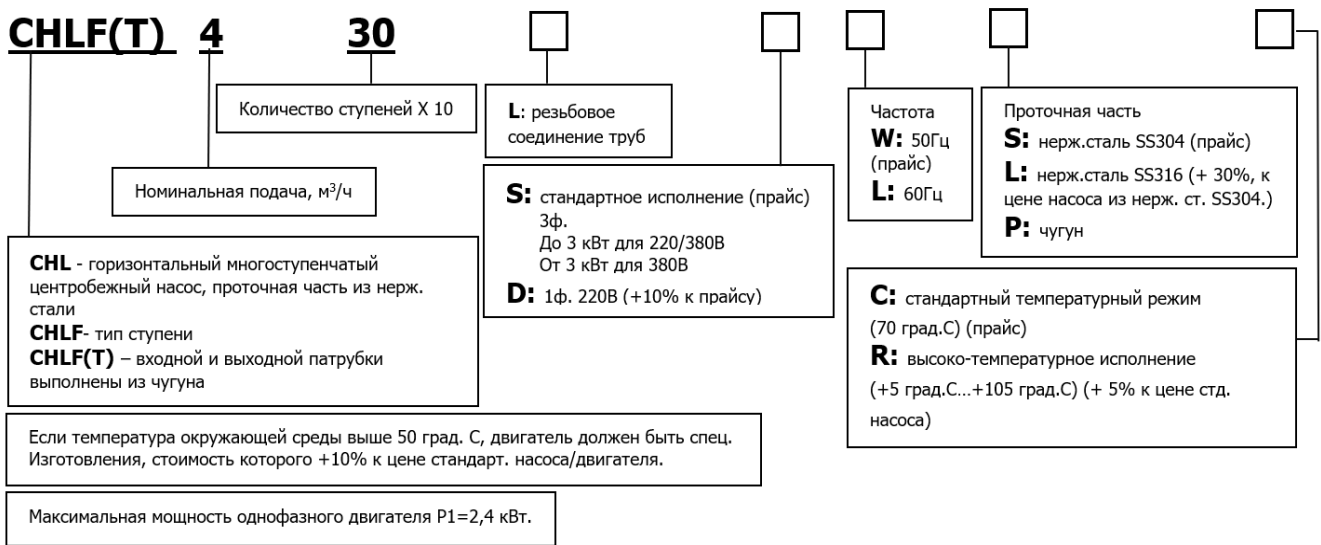 CHLF(T) 4 30
Количество ступеней X 10
L: резьбовое
соединение труб
Частота
W: 50Гц
(прайс)
L: 60Гц
Проточная часть
S: нерж.сталь SS304 (прайс)
L: нерж.сталь SS316 (+ 30%, к
цене насоса из нерж. ст. SS304.)
P: чугун
Номинальная подача, м³/ч
S: стандартное исполнение (прайс)
3ф.
До 3 кВт для 220/380В
От 3 кВт для 380В
D: 1ф. 220В (+10% к прайсу)
CHL - горизонтальный многоступенчатый
центробежный насос, проточная часть из нерж.
стали
CHLF- тип ступени
CHLF(T) – входной и выходной патрубки
выполнены из чугуна
C: стандартный температурный режим
(70 град.С) (прайс)
R: высоко-температурное исполнение
(+5 град.С...+105 град.С) (+ 5% к цене стд.
насоса)
Если температура окружающей среды выше 50 град. С, двигатель должен быть спец.
Изготовления, стоимость которого +10% к цене стандарт. насоса/двигателя.
Максимальная мощность однофазного двигателя P1=2,4 кВт.